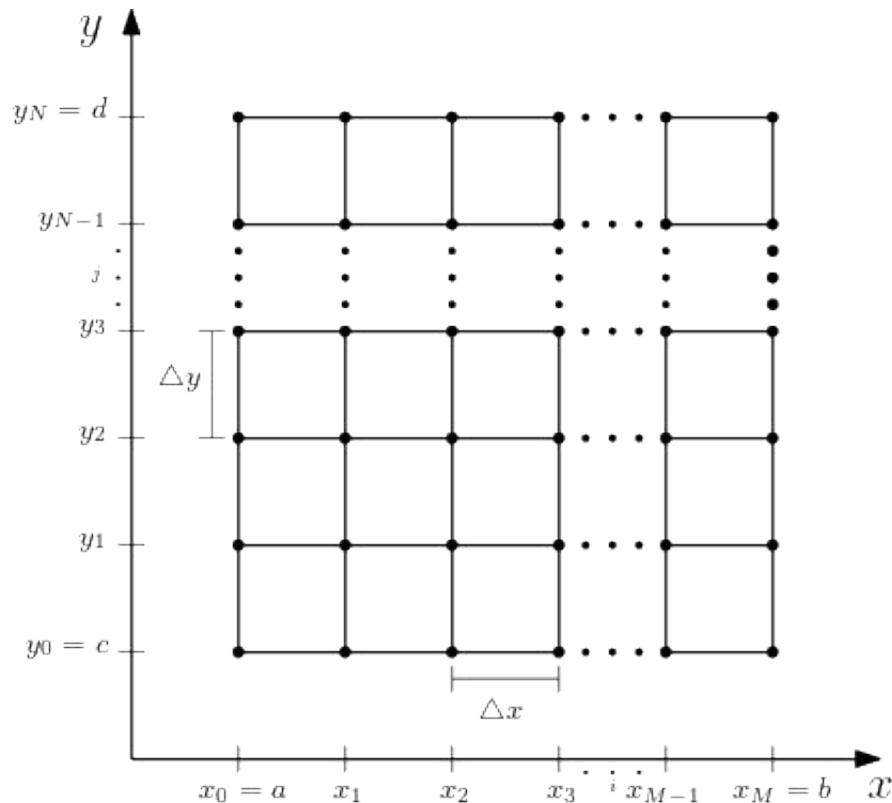 y
y_N = d
y_{N-1}
j
y_3
△y
y_2
y_1
y_0 = c
△x
x_0 = a x_1 x_2 x_3 i x_{M-1} x_M = b x